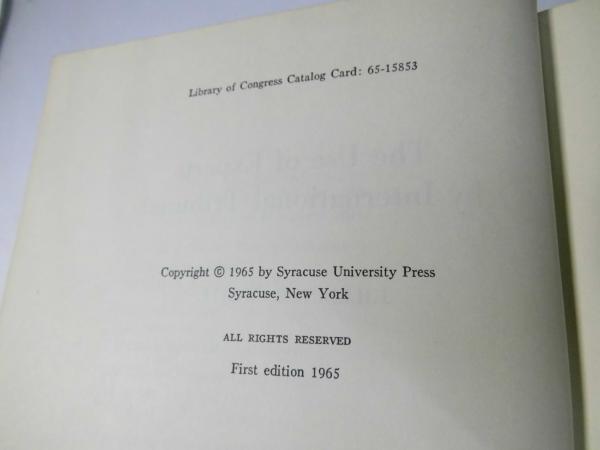 Library of Congress Catalog Card: 65-15853
Copyright © 1965 by Syracuse University Press
Syracuse, New York
ALL RIGHTS RESERVED
First edition 1965